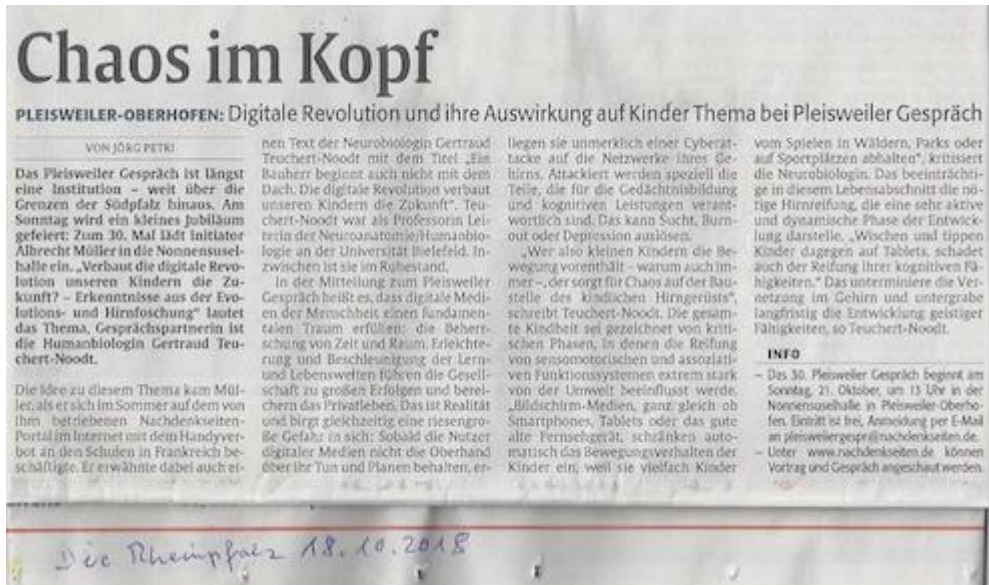 Chaos im Kopf
PLEISWEILER-OBERHOFEN: Digitale Revolution und ihre Auswirkung auf Kinder Thema bei Pleisweiler Gespräch
VON JÖRG PETRI
Das Pleisweiler Gespräch ist längst
eine Institution – weit über die
Grenzen der Südpfalz hinaus. Am
Sonntag wird ein kleines Jubiläum
gefeiert: Zum 30. Mal lädt Initiator
Albrecht Müller in die Nonnensusel-
halle ein. „Verbaut die digitale Revo-
lution unseren Kindern die Zu-
kunft? – Erkenntnisse aus der Evo-
lutions- und Hirnfoschung“ lautet
das Thema, Gesprächspartnerin ist
die Humanbiologin Gertraud Teu-
chert-Noodt.
Die Idee zu diesem Thema kam Mül-
ler, als er sich im Sommer auf dem von
ihm betriebenen Nachdenkseiten-
Portal im Internet mit dem Handyver-
bot an den Schulen in Frankreich be-
schäftigte. Er erwähnte dabei auch ei-
nen Text der Neurobiologin Gertraud
Teuchert-Noodt mit dem Titel „Ein
Bauherr beginnt auch nicht mit dem
Dach. Die digitale Revolution verbaut
unseren Kindern die Zukunft“. Teu-
chert-Noodt war als Professorin Lei-
terin der Neuroanatomie/Humanbio-
logie an der Universität Bielefeld. In-
zwischen ist sie im Ruhestand.
In der Mitteilung zum Pleisweiler
Gespräch heißt es, dass digitale Medi-
en der Menschheit einen fundamen-
talen Traum erfüllen: die Beherr-
schung von Zeit und Raum. Erleichte-
rung und Beschleunigung der Lern-
und Lebenswelten führen die Gesell-
schaft zu großen Erfolgen und berei-
chern das Privatleben. Das ist Realität
und birgt gleichzeitig eine riesengro-
ße Gefahr in sich: Sobald die Nutzer
digitaler Medien nicht die Oberhand
über ihr Tun und Planen behalten, er-
liegen sie unmerklich einer Cyberat-
tacke auf die Netzwerke ihres Ge-
hirns. Attackiert werden speziell die
Teile, die für die Gedächtnisbildung
und kognitiven Leistungen verant-
wortlich sind. Das kann Sucht, Burn-
out oder Depression auslösen.
„Wer also kleinen Kindern die Be-
wegung vorenthält – warum auch im-
mer –, der sorgt für Chaos auf der Bau-
stelle des kindlichen Hirngerüsts“,
schreibt Teuchert-Noodt. Die gesam-
te Kindheit sei gezeichnet von kriti-
schen Phasen, in denen die Reifung
von sensomotorischen und assoziati-
ven Funktionssystemen extrem stark
von der Umwelt beeinflusst werde.
„Bildschirm-Medien, ganz gleich ob
Smartphones, Tablets oder das gute
alte Fernsehgerät, schränken auto-
matisch das Bewegungsverhalten der
Kinder ein, weil sie vielfach Kinder
vom Spielen in Wäldern, Parks oder
auf Sportplätzen abhalten“, kritisiert
die Neurobiologin. Das beeinträchti-
ge in diesem Lebensabschnitt die nö-
tige Hirnreifung, die eine sehr aktive
und dynamische Phase der Entwick-
lung darstelle. „Wischen und tippen
Kinder dagegen auf Tablets, schadet
auch der Reifung ihrer kognitiven Fä-
higkeiten.“ Das unterminiere die Ver-
netzung im Gehirn und untergrabe
langfristig die Entwicklung geistiger
Fähigkeiten, so Teuchert-Noodt.
INFO
– Das 30. Pleisweiler Gespräch beginnt am
Sonntag, 21. Oktober, um 13 Uhr in der
Nonnensuselhalle in Pleisweiler-Oberho-
fen. Eintritt ist frei, Anmeldung per E-Mail
an pleisweilergespr@nachdenkseiten.de.
– Unter www.nachdenkseiten.de können
Vortrag und Gespräch angeschaut werden.
Die Rheinpfalz 18.10.2018